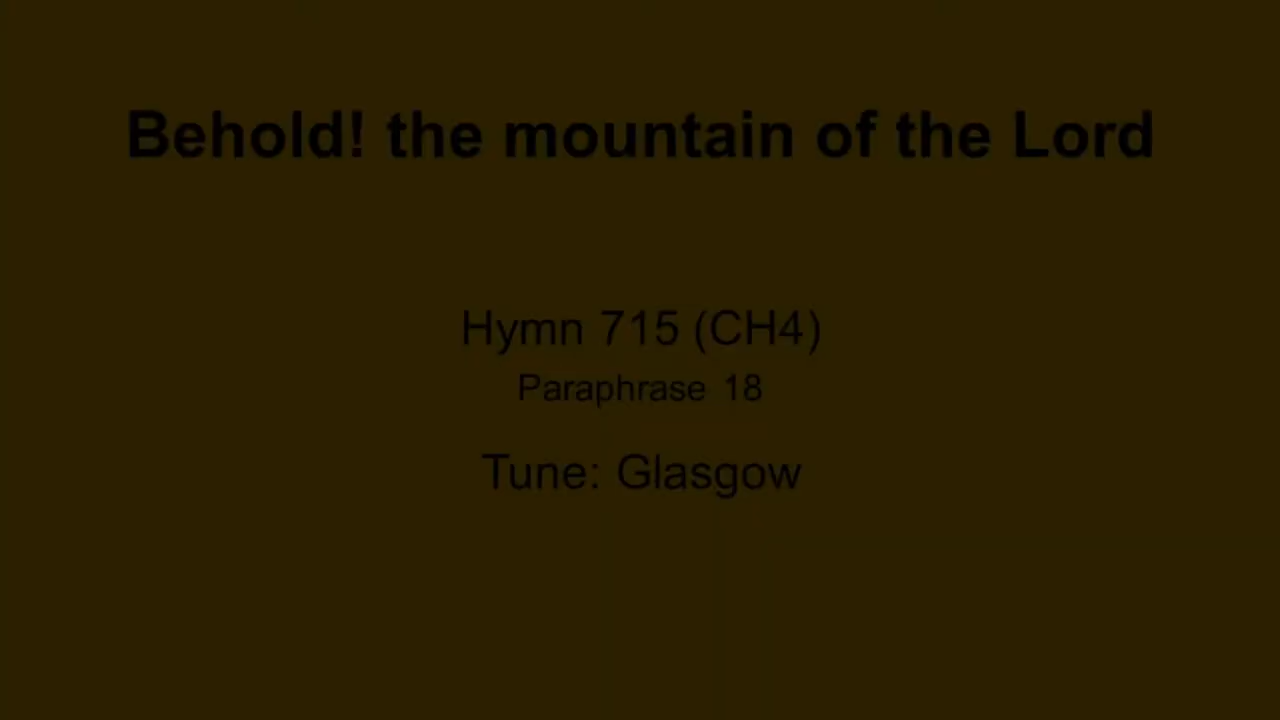 Behold! the mountain of the Lord
Hymn 715 (CH4)
Paraphrase 18
Tune: Glasgow